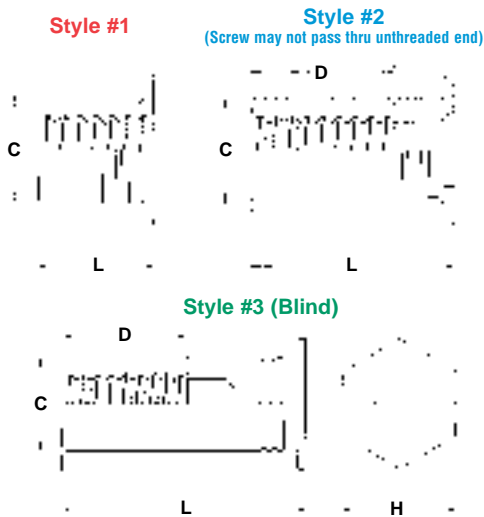 Style #1
Style #2
(Screw may not pass thru unthreaded end)
D
C
C
L
L
Style #3 (Blind)
D
C
L
H